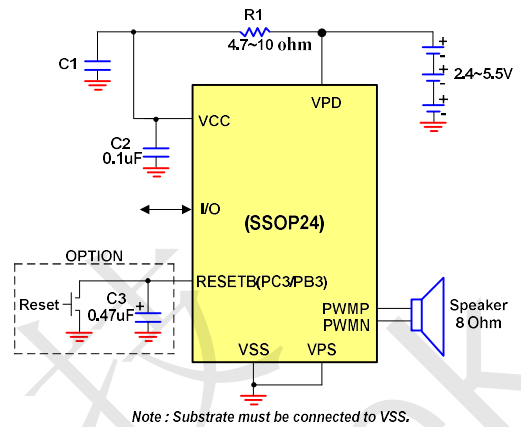 R1
4.7~10 ohm
C1
VPD
+
-
+
-
+
-
2.4~5.5V
VCC
C2
0.1uF
I/O
(SSOP24)
OPTION
RESETB(PC3/PB3)
Reset
C3
0.47uF
+
PWMP
PWMN
Speaker
8 Ohm
VSS
VPS
Note : Substrate must be connected to VSS.